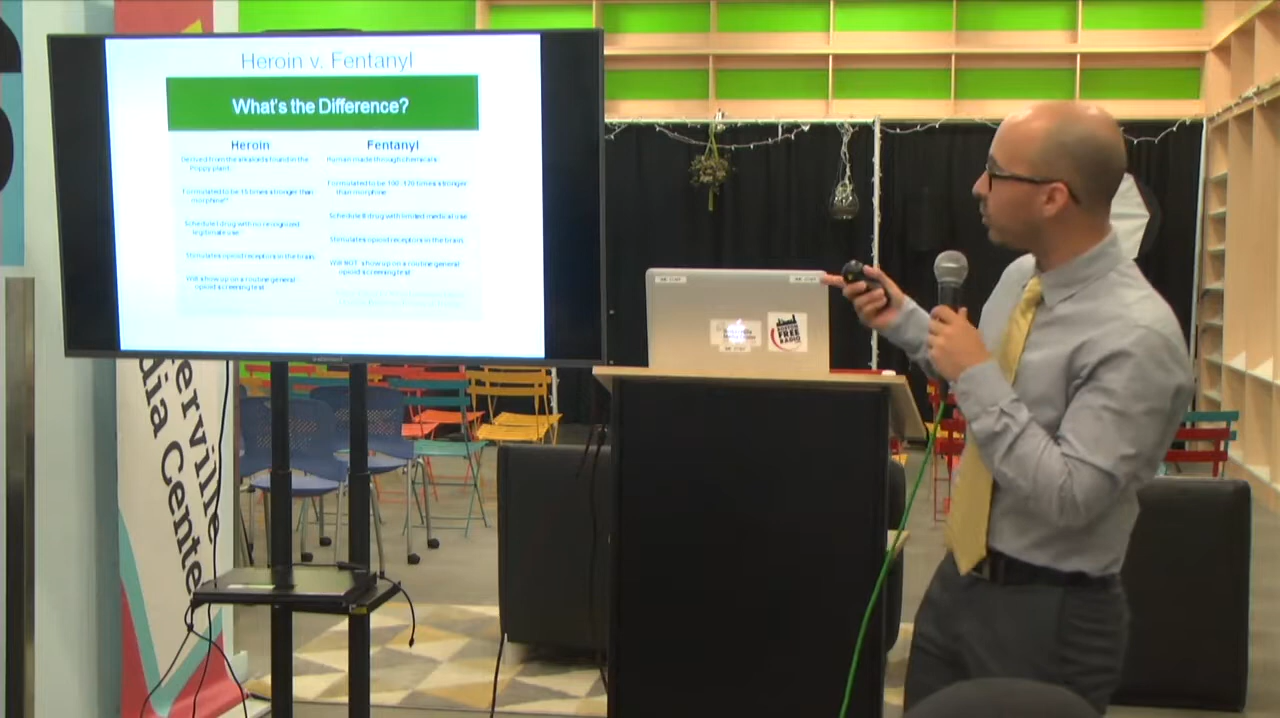 Heroin v. Fentanyl
What's the Difference?
Heroin
Derived from the alkaloids found in the
Poppy plant
Formulated to be 15 times stronger than
morphine
Schedule I drug with no recognized
legitimate use
Stimulates opioid receptors in the brain
Will show up on a routine general
opioid screening test
Fentanyl
Human made through chemicals
Formulated to be 100-120 times stronger
than morphine
Schedule II drug with limited medical use
Stimulates opioid receptors in the brain
Will NOT show up on a routine general
opioid screening test
erville
dia Cente
BOSTON
FREE
RADIO